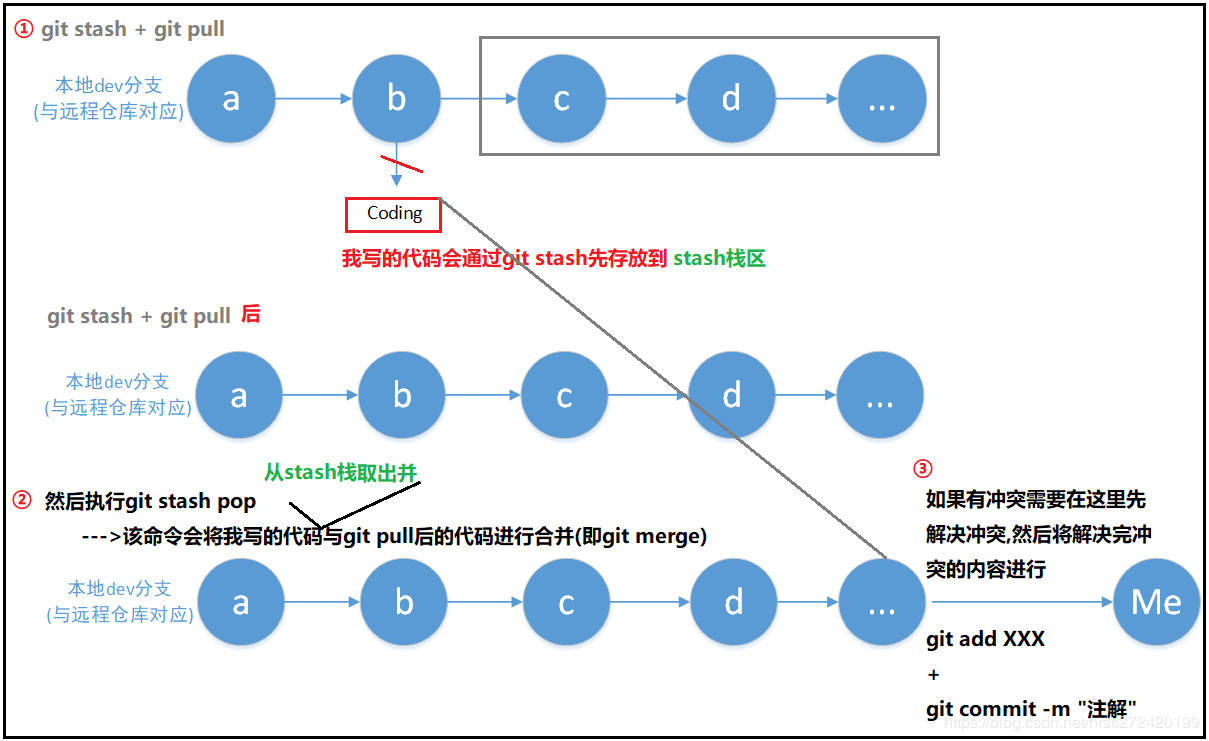 ① git stash + git pull
本地dev分支
(与远程仓库对应)
a
b
c
d
...
Coding
我写的代码会通过git stash先存放到 stash栈区
git stash + git pull 后
本地dev分支
(与远程仓库对应)
a
b
c
d
...
从stash栈取出并
② 然后执行git stash pop
--->该命令会将我写的代码与git pull后的代码进行合并(即git merge)
本地dev分支
(与远程仓库对应)
a
b
c
d
...
③
如果有冲突需要在这里先
解决冲突,然后将解决完冲
突的内容进行
Me
git add XXX
+
git commit -m "注解"